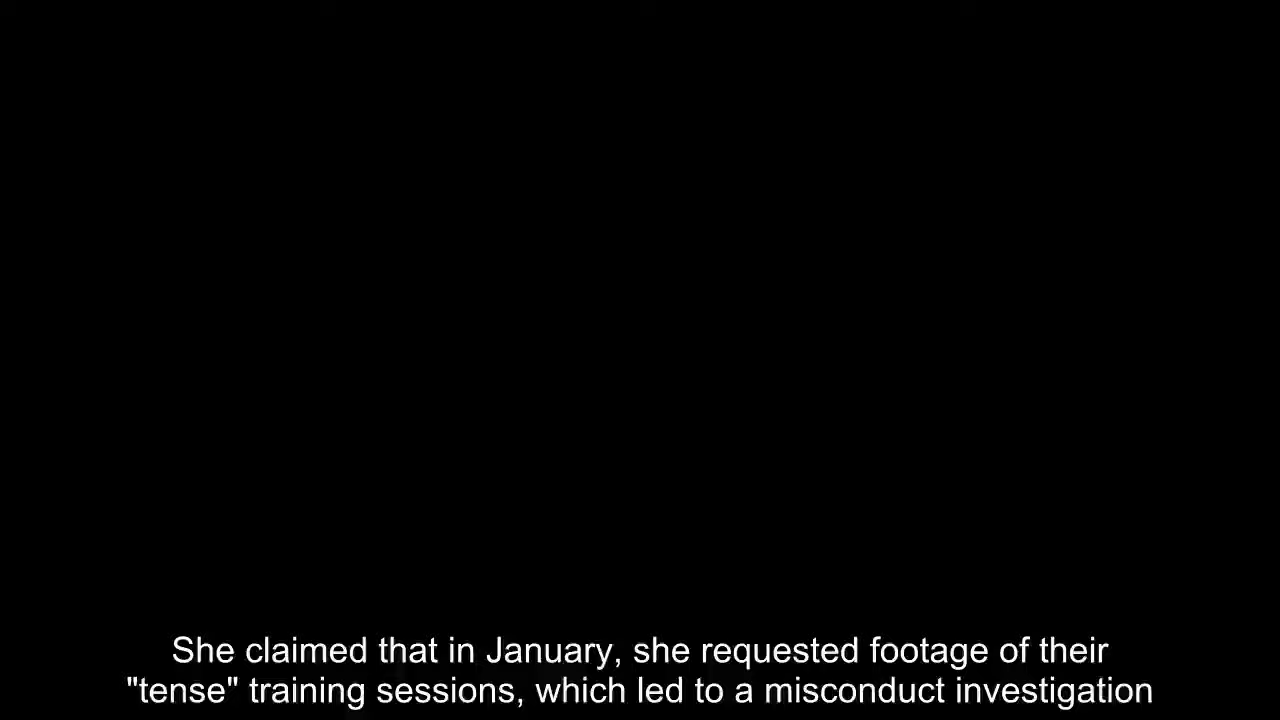 She claimed that in January, she requested footage of their
"tense" training sessions, which led to a misconduct investigation